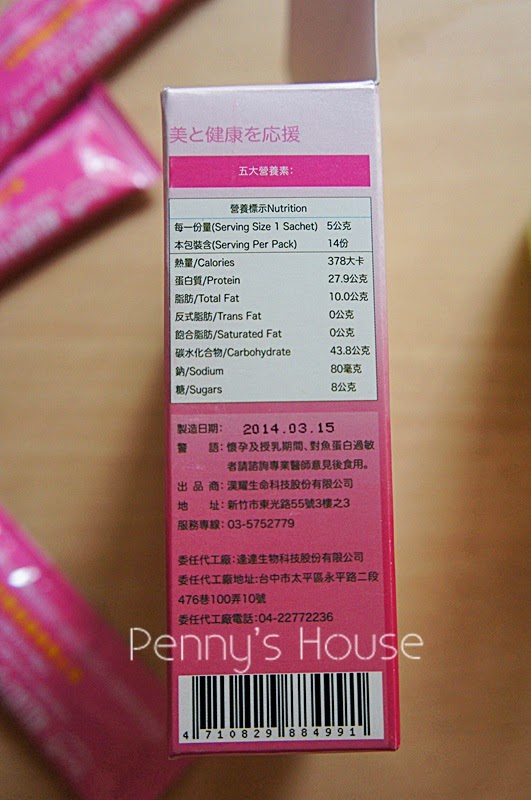 美と健康を応援
五大營養素:
營養標示Nutrition
每一份量(Serving Size 1 Sachet) 5公克
本包裝含(Serving Per Pack) 14份
熱量/Calories 378大卡
蛋白質/Protein 27.9公克
脂肪/Total Fat 10.0公克
反式脂肪/Trans Fat 0公克
飽合脂肪/Saturated Fat 0公克
碳水化合物/Carbohydrate 43.8公克
鈉/Sodium 80毫克
糖/Sugars 8公克
製造日期: 2014.03.15
警 語: 懷孕及授乳期間、對魚蛋白過敏
者請諮詢專業醫師意見後食用。
出 品 商: 漢耀生命科技股份有限公司
地 址: 新竹市東光路55號3樓之3
服務專線: 03-5752779
委任代工廠: 達達生物科技股份有限公司
委任代工廠地址:台中市太平區永平路二段
476巷100弄10號
委任代工廠電話:04-22772236
Penny's House
4 710829 884991